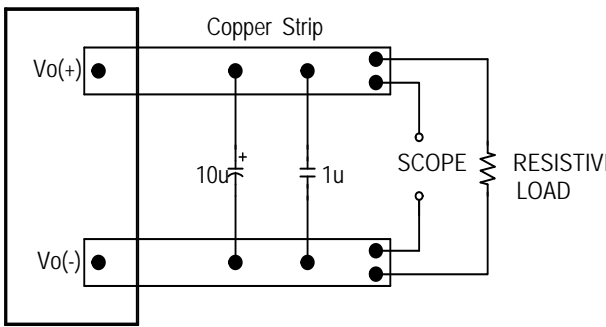 Copper Strip
Vo(+)
+
10u
1u
SCOPE
RESISTIVE
LOAD
Vo(-)